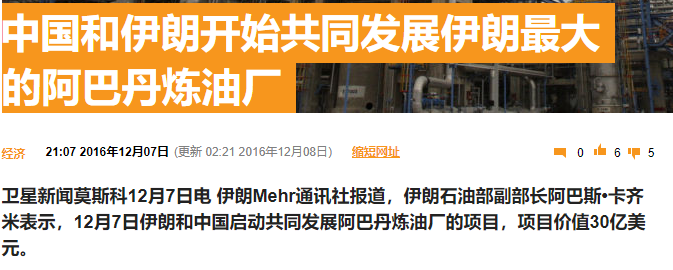 中国和伊朗开始共同发展伊朗最大
的阿巴丹炼油厂
经济 21:07 2016年12月07日 (更新 02:21 2016年12月08日) 缩短网址 0 6 5
卫星新闻莫斯科12月7日电 伊朗Mehr通讯社报道，伊朗石油部副部长阿巴斯•卡齐
米表示，12月7日伊朗和中国启动共同发展阿巴丹炼油厂的项目，项目价值30亿美
元。